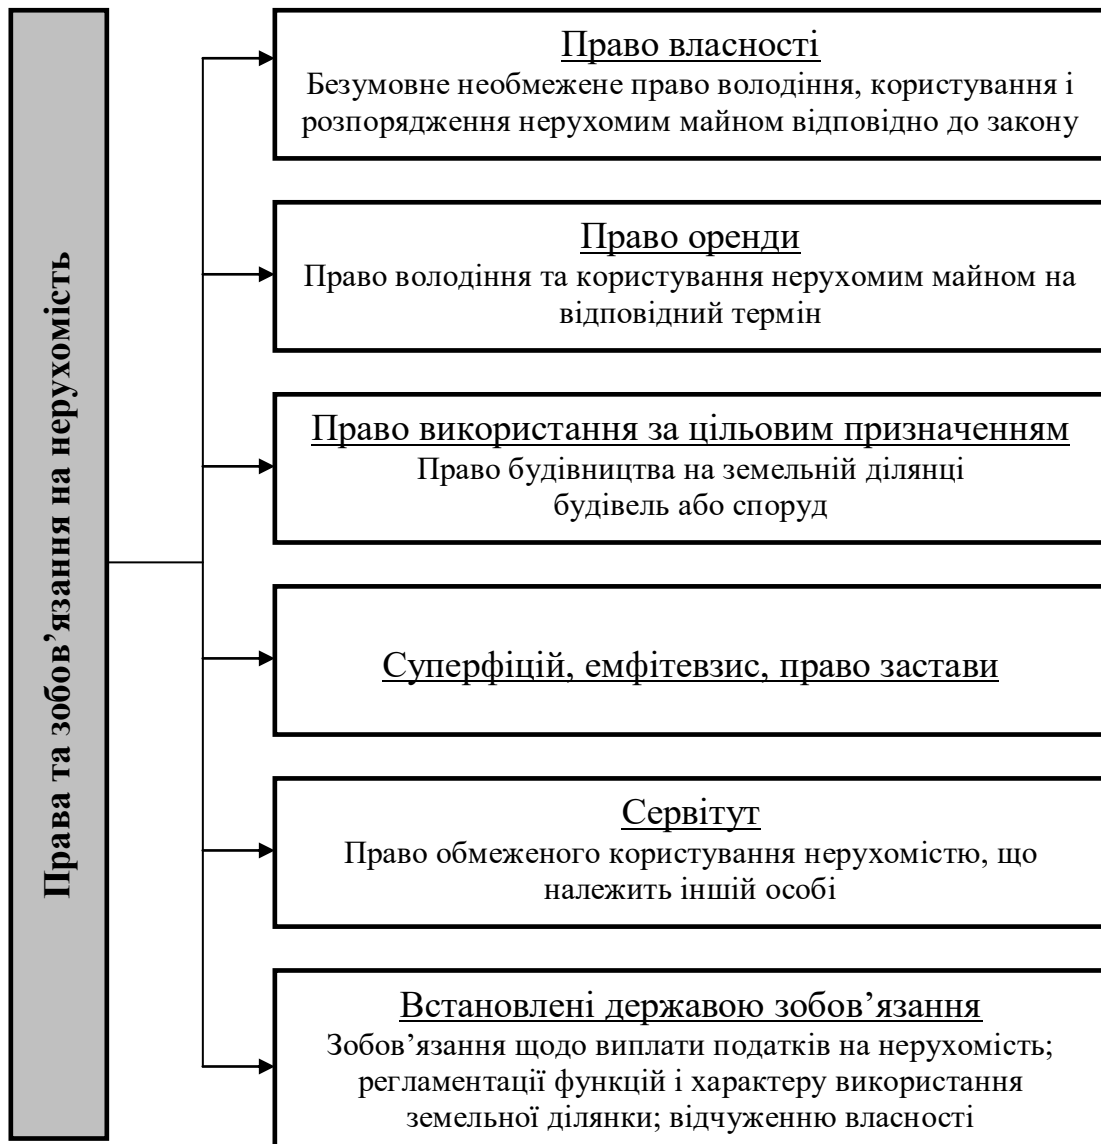 Права та зобов’язання на нерухомість
Право власності
Безумовне необмежене право володіння, користування і
розпорядження нерухомим майном відповідно до закону
Право оренди
Право володіння та користування нерухомим майном на
відповідний термін
Право використання за цільовим призначенням
Право будівництва на земельній ділянці
будівель або споруд
Суперфіцій, емфітевзис, право застави
Сервітут
Право обмеженого користування нерухомістю, що
належить іншій особі
Встановлені державою зобов’язання
Зобов’язання щодо виплати податків на нерухомість;
регламентації функцій і характеру використання
земельної ділянки; відчуженню власності